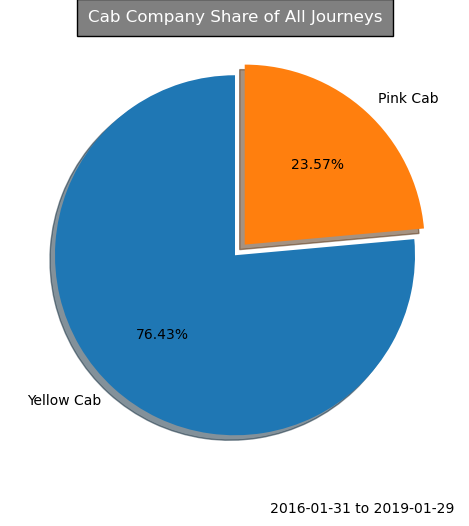 Cab Company Share of All Journeys
Pink Cab
23.57%
76.43%
Yellow Cab
2016-01-31 to 2019-01-29